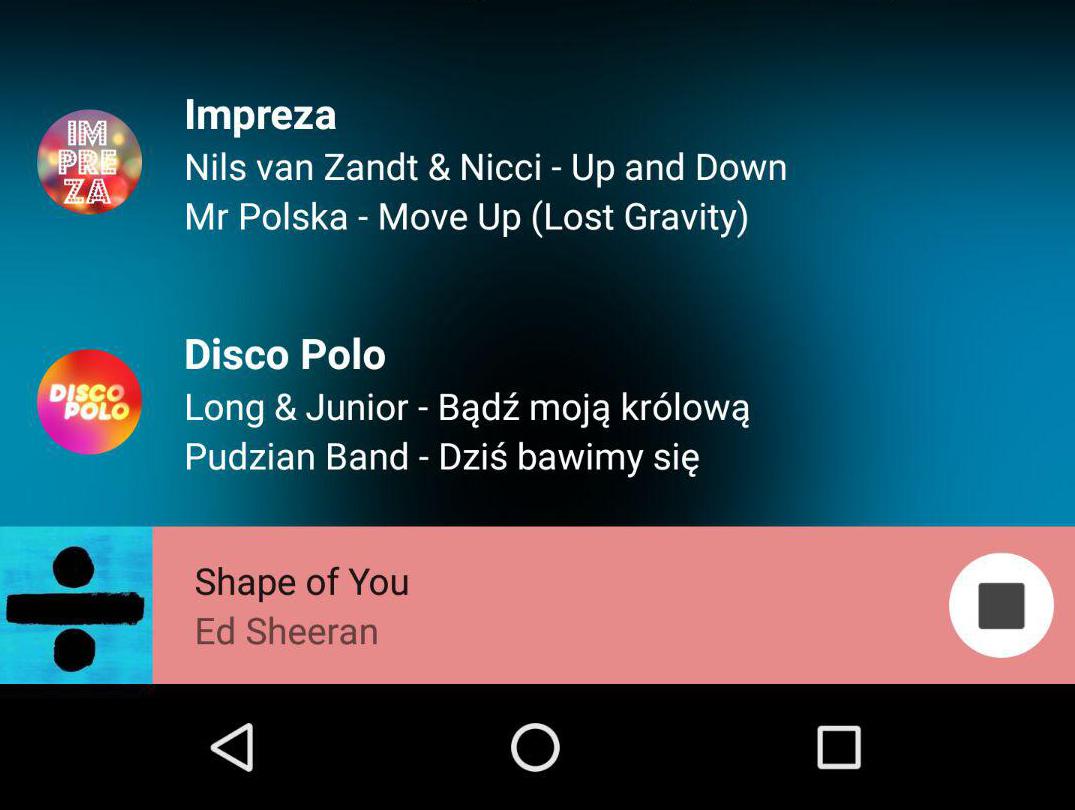 IM
PRE
ZA
Impreza
Nils van Zandt & Nicci - Up and Down
Mr Polska - Move Up (Lost Gravity)
DISCO
POLO
Disco Polo
Long & Junior - Bądź moją królową
Pudzian Band - Dziś bawimy się
Shape of You
Ed Sheeran